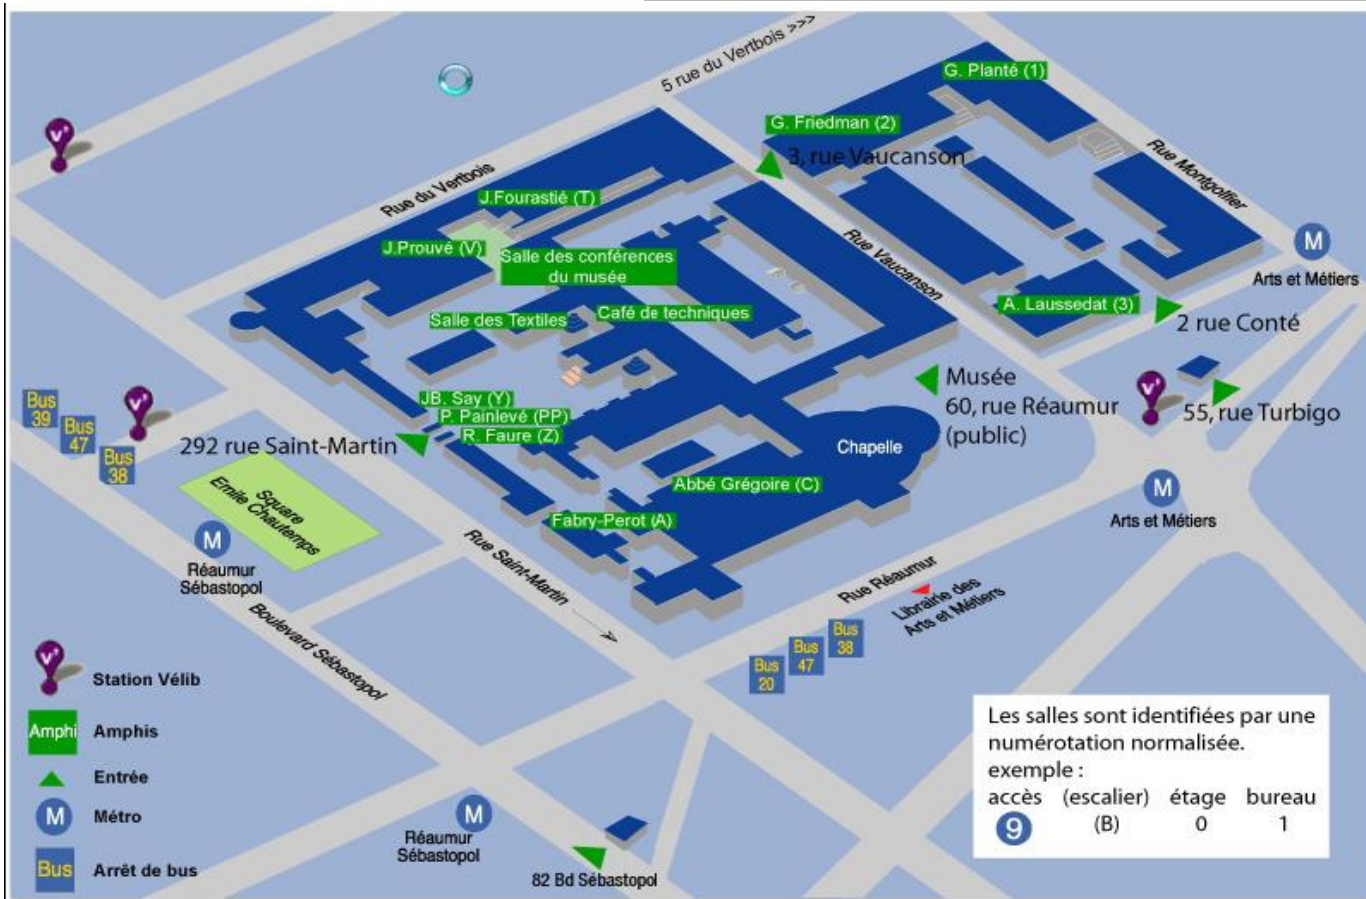 5 rue du Vertbois >>>
G. Planté (1)
G. Friedman (2)
3, rue Vaucanson
Rue Montgolfier
Rue du Vertbois
J.Fourastié (T)
J.Prouvé (V)
Salle des conférences
du musée
Rue Vaucanson
M
Arts et Métiers
Salle des Textiles
Café de techniques
A. Laussedat (3)
2 rue Conté
Musée
60, rue Réaumur
(public)
55, rue Turbigo
Bus
39
Bus
47
Bus
38
JB. Say (Y)
P. Painlevé (PP)
R. Faure (Z)
292 rue Saint-Martin
Chapelle
Abbé Grégoire (C)
Fabry-Perot (A)
M
Arts et Métiers
Square
Emile Chautemps
M
Réaumur
Sébastopol
Rue Saint-Martin
Rue Réaumur
Librairie des
Arts et Métiers
Boulevard Sébastopol
Bus
20
Bus
47
Bus
38
V+
Station Vélib
Amphi
Amphis
Entrée
M
Métro
Bus
Arrêt de bus
M
Réaumur
Sébastopol
82 Bd Sébastopol
Les salles sont identifiées par une
numérotation normalisée.
exemple :
accès (escalier) étage bureau
9 (B) 0 1